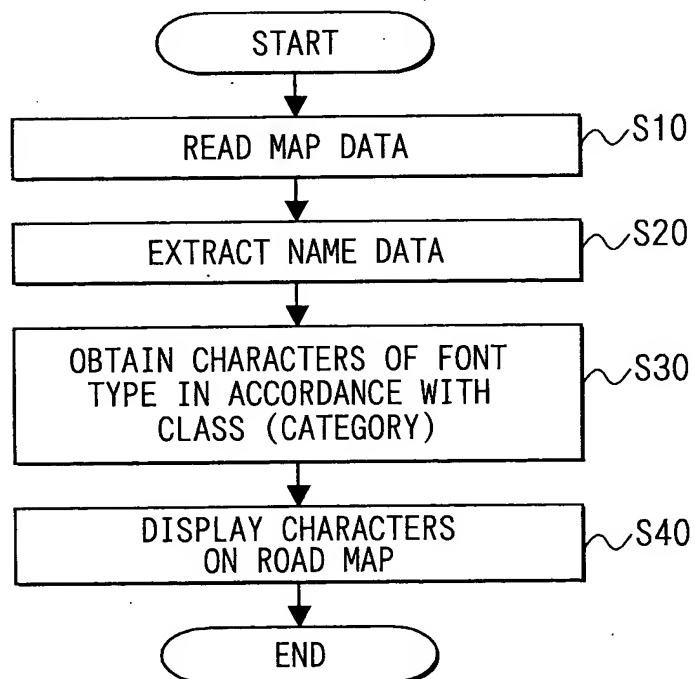 START
READ MAP DATA
S10
EXTRACT NAME DATA
S20
OBTAIN CHARACTERS OF FONT
TYPE IN ACCORDANCE WITH
CLASS (CATEGORY)
S30
DISPLAY CHARACTERS
ON ROAD MAP
S40
END